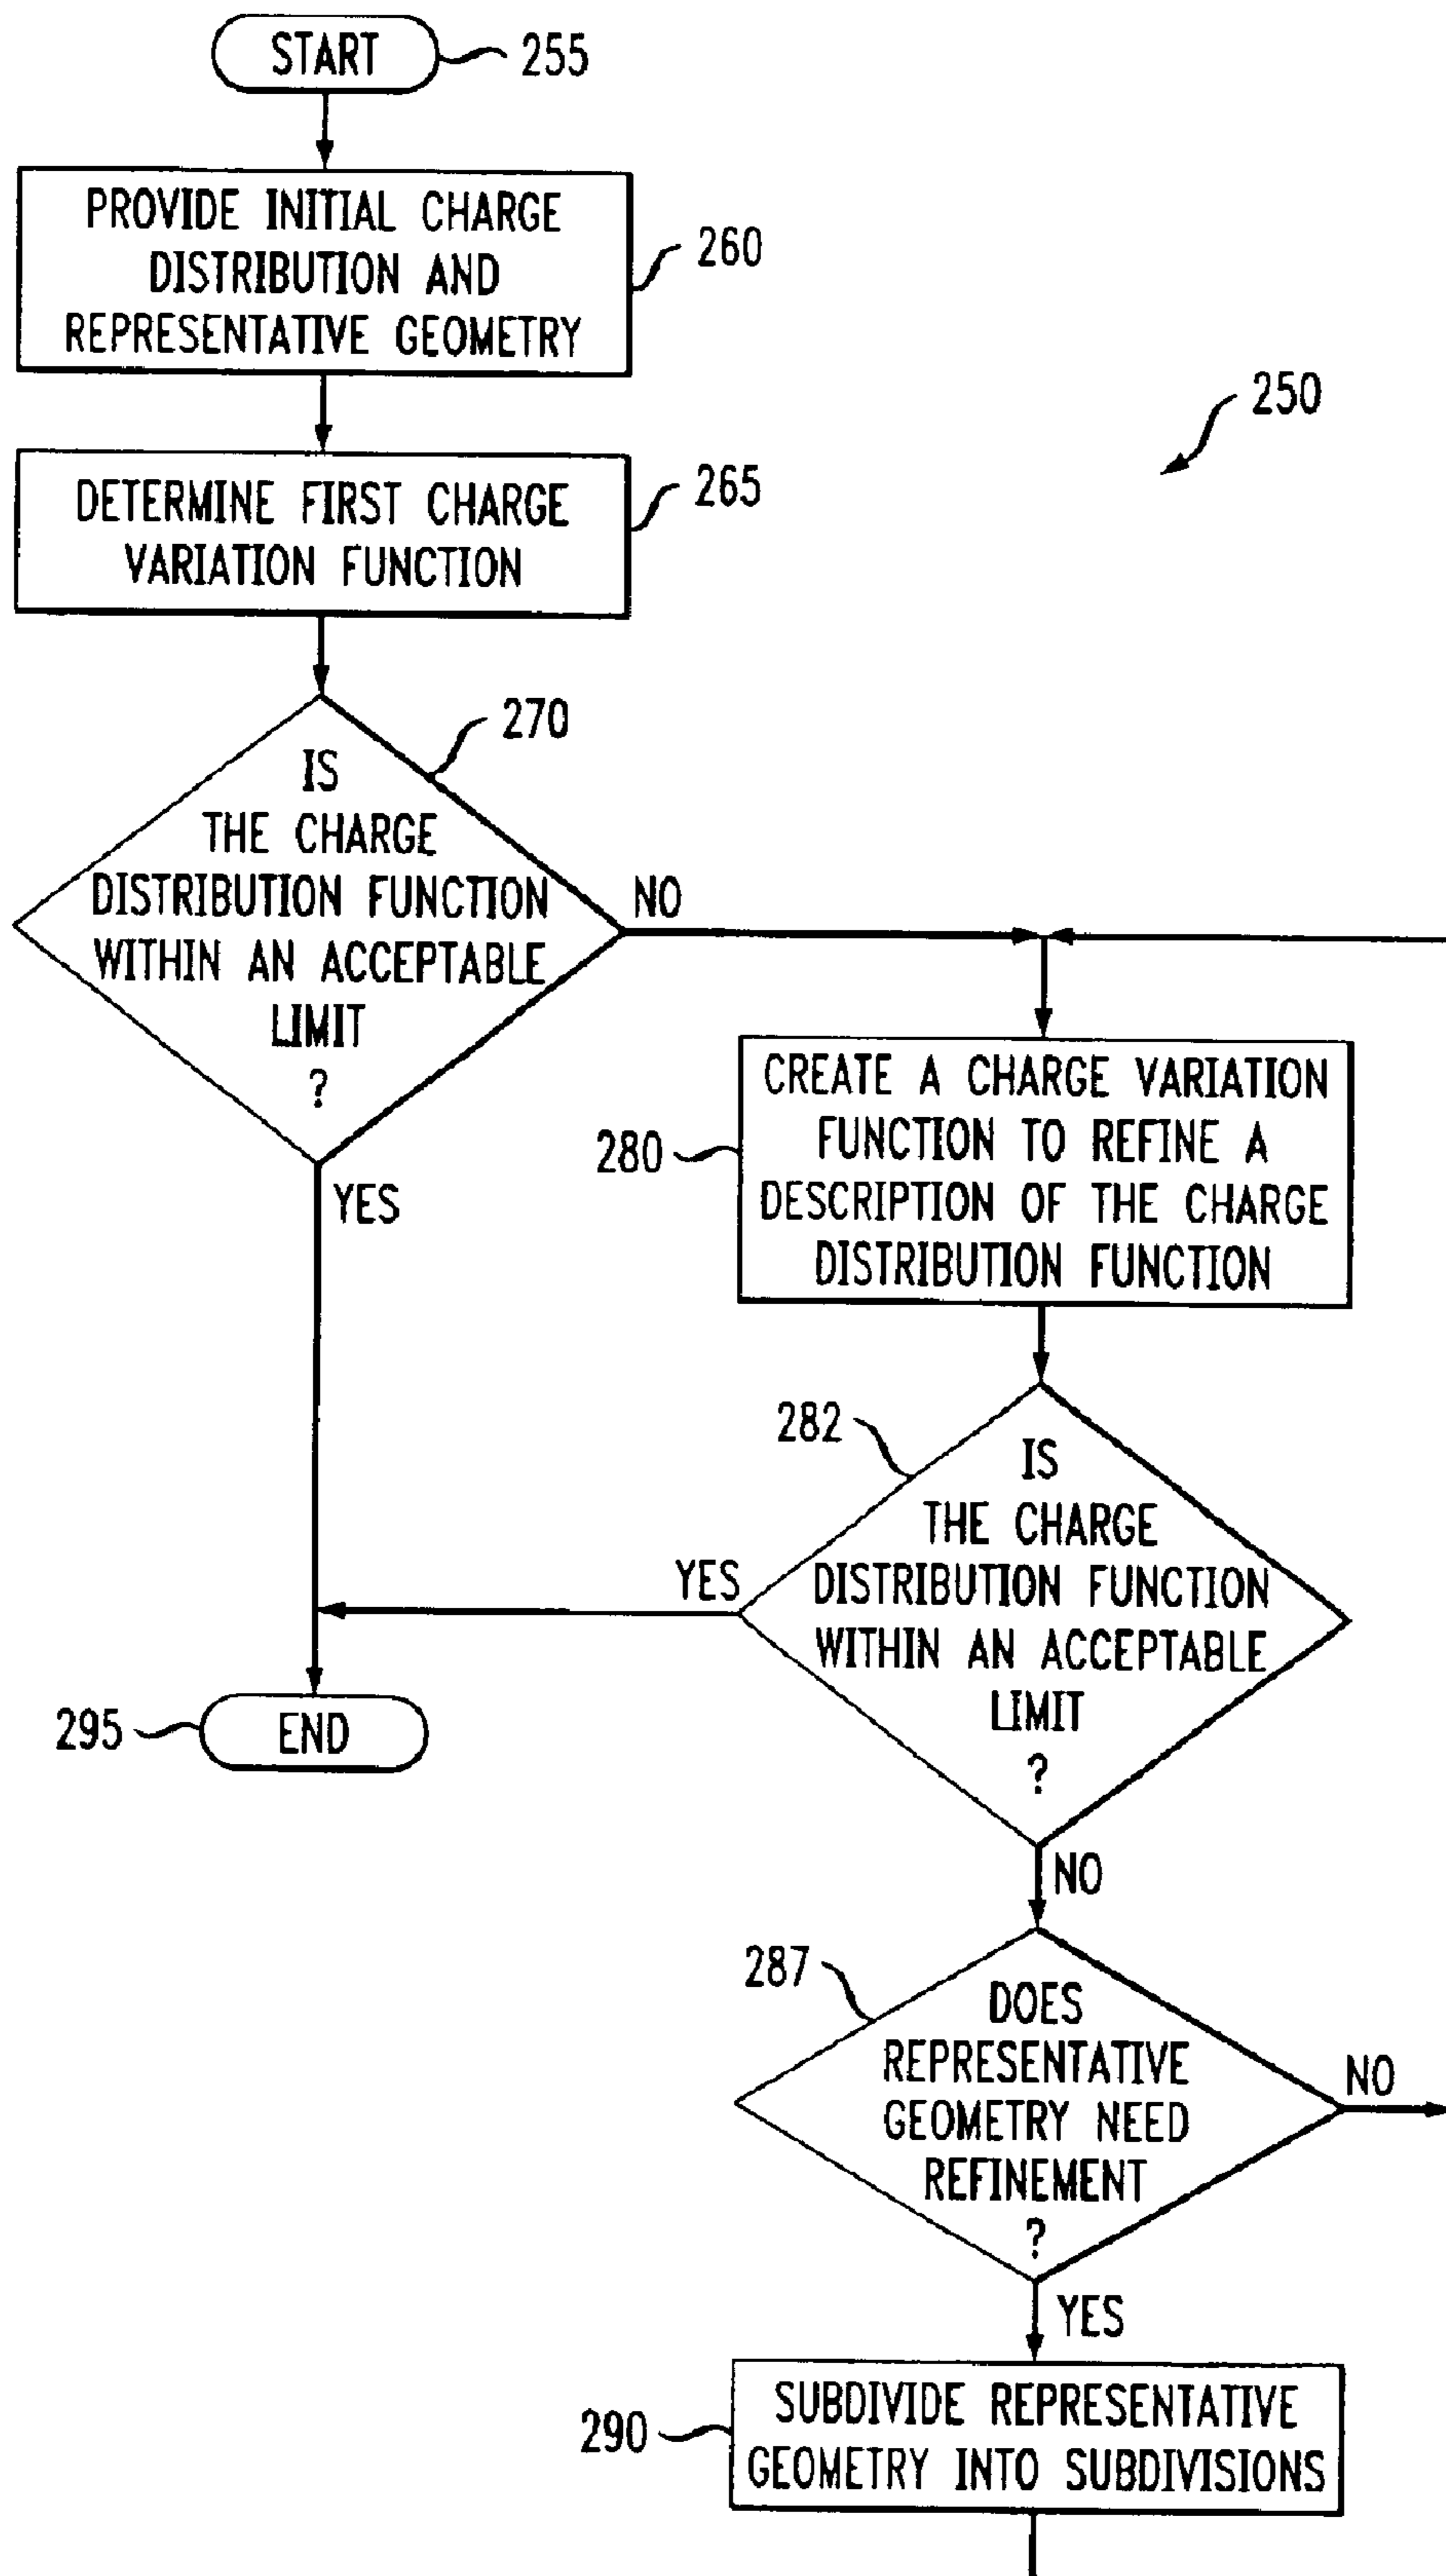 START
255
PROVIDE INITIAL CHARGE
DISTRIBUTION AND
REPRESENTATIVE GEOMETRY
260
250
DETERMINE FIRST CHARGE
VARIATION FUNCTION
265
270
IS
THE CHARGE
DISTRIBUTION FUNCTION
WITHIN AN ACCEPTABLE
LIMIT
?
NO
YES
CREATE A CHARGE VARIATION
FUNCTION TO REFINE A
DESCRIPTION OF THE CHARGE
DISTRIBUTION FUNCTION
280
282
IS
THE CHARGE
DISTRIBUTION FUNCTION
WITHIN AN ACCEPTABLE
LIMIT
?
YES
295
END
NO
287
DOES
REPRESENTATIVE
GEOMETRY NEED
REFINEMENT
?
NO
YES
290
SUBDIVIDE REPRESENTATIVE
GEOMETRY INTO SUBDIVISIONS